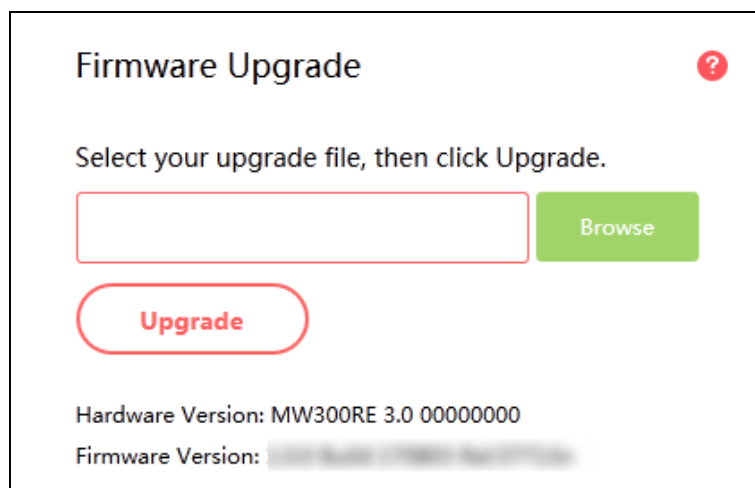 Firmware Upgrade
?
Select your upgrade file, then click Upgrade.
Browse
Upgrade
Hardware Version: MW300RE 3.0 00000000
Firmware Version: